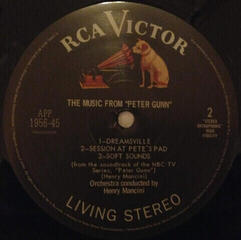 RCA VICTOR
THE MUSIC FROM "PETER GUNN"
APP
1956-45
2
1-DREAMSVILLE
2-SESSION AT PETE'S PAD
3-SOFT SOUNDS
(from the soundtrack of the NBC-TV
Series, "Peter Gunn")
(Henry Mancini)
Orchestra conducted by
Henry Mancini
LIVING STEREO